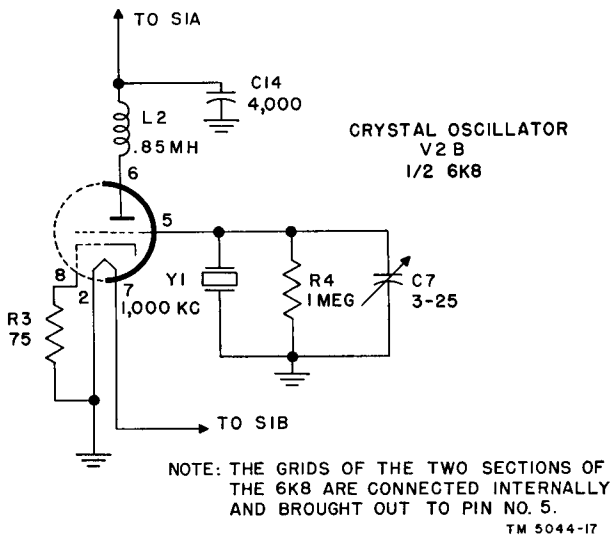 TO SIA
C14
4,000
L2
.85MH
CRYSTAL OSCILLATOR
V2B
1/2 6K8
6
5
8
2
7
Y1
1,000 KC
R4
1 MEG
C7
3-25
R3
75
TO SIB
NOTE: THE GRIDS OF THE TWO SECTIONS OF
THE 6K8 ARE CONNECTED INTERNALLY
AND BROUGHT OUT TO PIN NO. 5.
TM 5044-17